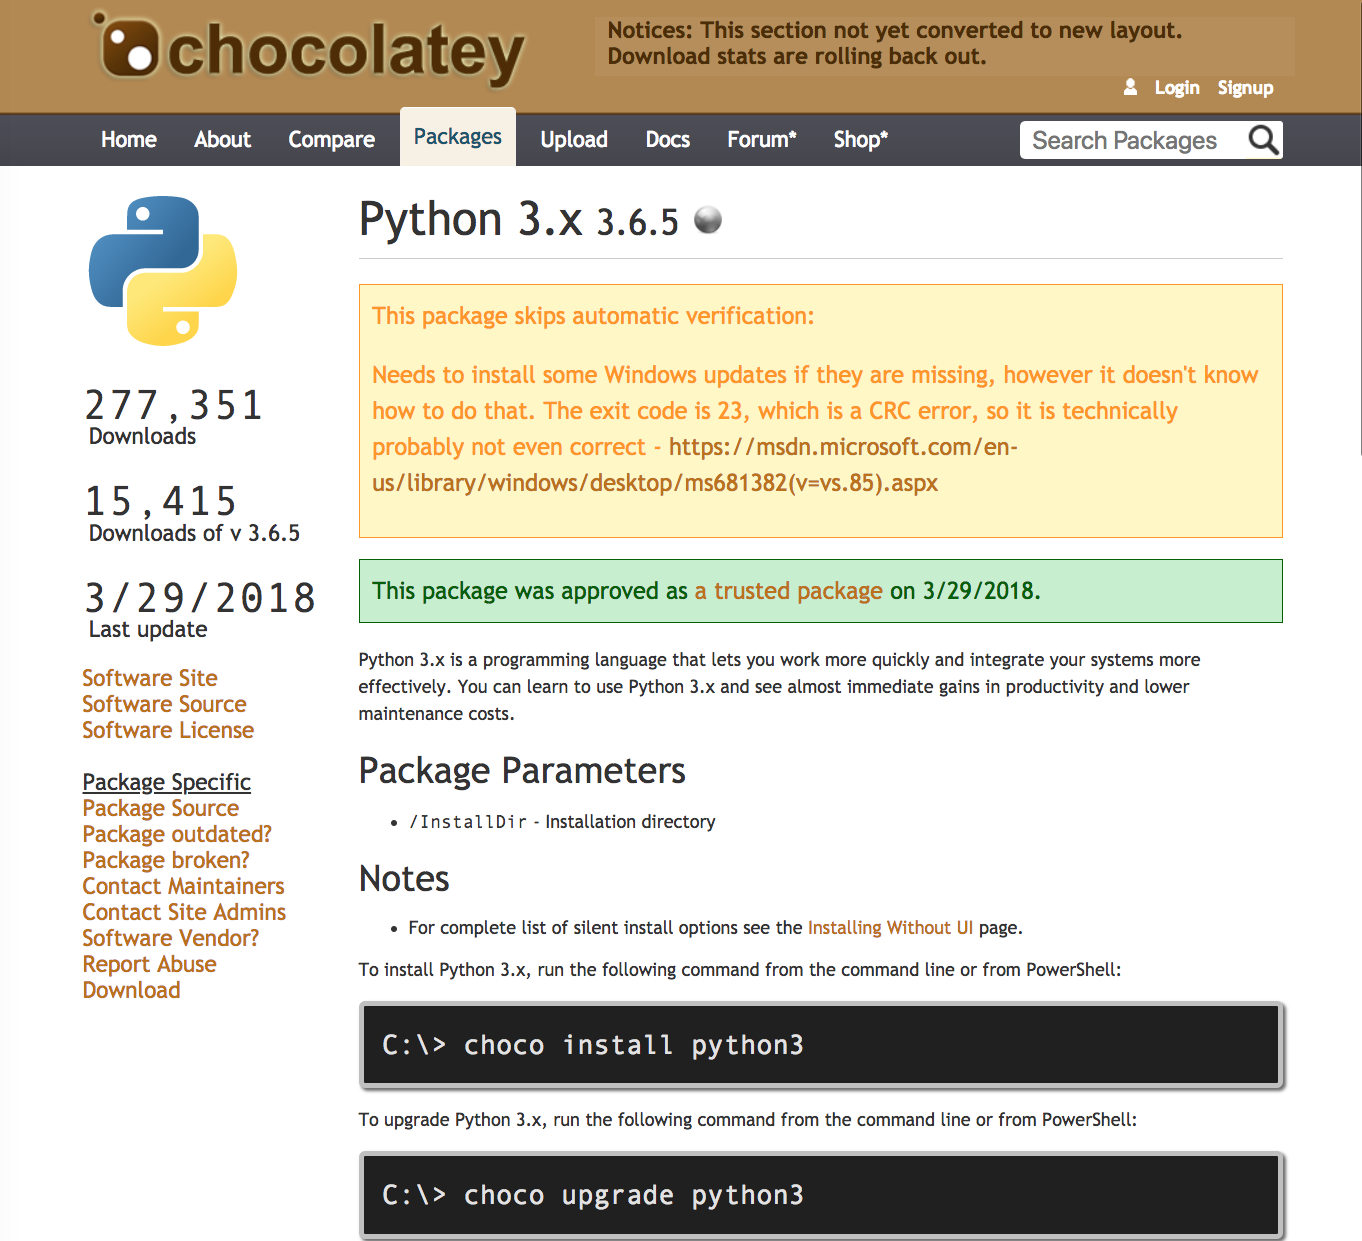 chocolatey
Notices: This section not yet converted to new layout.
Download stats are rolling back out.
Login Signup
Home About Compare Packages Upload Docs Forum* Shop*
Search Packages
Python 3.x 3.6.5
This package skips automatic verification:
Needs to install some Windows updates if they are missing, however it doesn't know
how to do that. The exit code is 23, which is a CRC error, so it is technically
probably not even correct - https://msdn.microsoft.com/en-
us/library/windows/desktop/ms681382(v=vs.85).aspx
This package was approved as a trusted package on 3/29/2018.
277,351
Downloads
15,415
Downloads of v 3.6.5
3/29/2018
Last update
Software Site
Software Source
Software License
Package Specific
Package Source
Package outdated?
Package broken?
Contact Maintainers
Contact Site Admins
Software Vendor?
Report Abuse
Download
Python 3.x is a programming language that lets you work more quickly and integrate your systems more
effectively. You can learn to use Python 3.x and see almost immediate gains in productivity and lower
maintenance costs.
Package Parameters
• /InstallDir - Installation directory
Notes
• For complete list of silent install options see the Installing Without UI page.
To install Python 3.x, run the following command from the command line or from PowerShell:
C:\> choco install python3
To upgrade Python 3.x, run the following command from the command line or from PowerShell:
C:\> choco upgrade python3